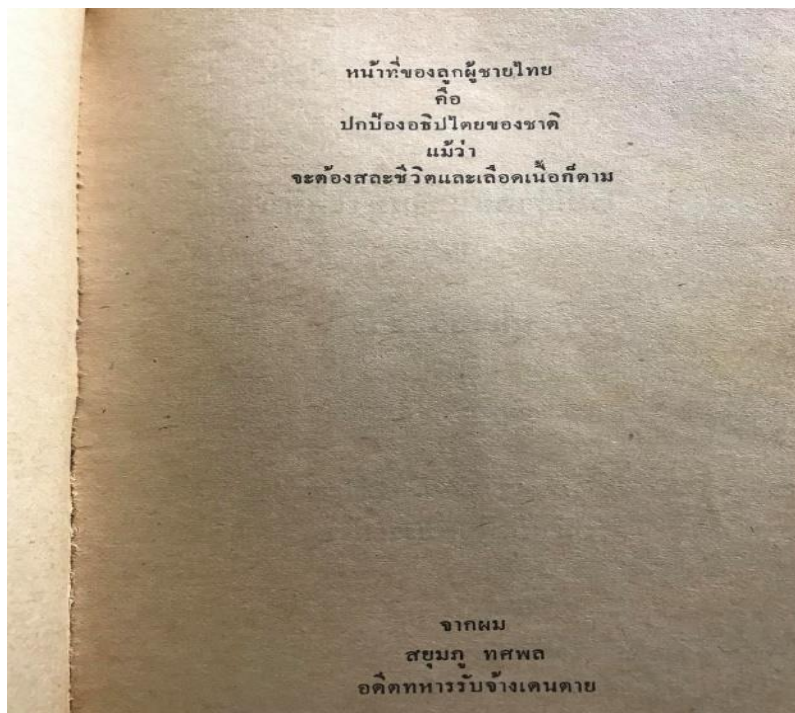 หน้าที่ของลูกผู้ชายไทย
คือ
ปกป้องอธิปไตยของชาติ
แม้ว่า
จะต้องสละชีวิตและเลือดเนื้อก็ตาม
จากผม
สยุมภู ทศพล
อดีตทหารรับจ้างเดนตาย